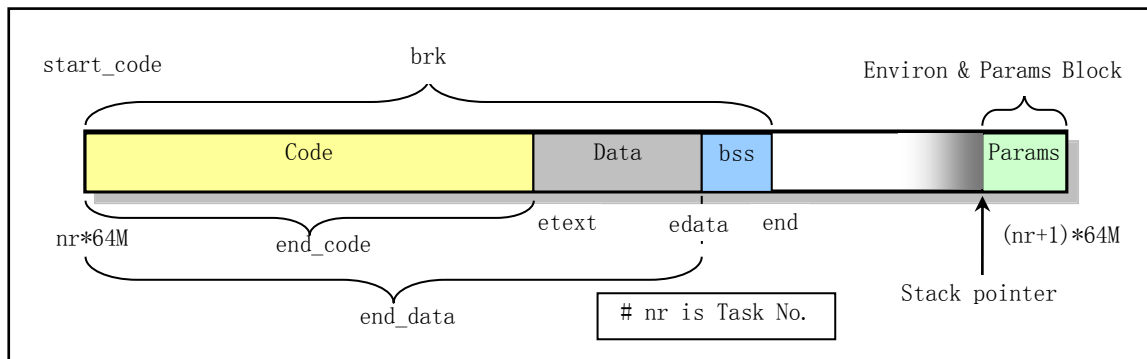 brk
start_code
Environ & Params Block
Code
Data
bss
Params
etext
edata
end
nr*64M
end_code
(nr+1)*64M
Stack pointer
end_data
# nr is Task No.